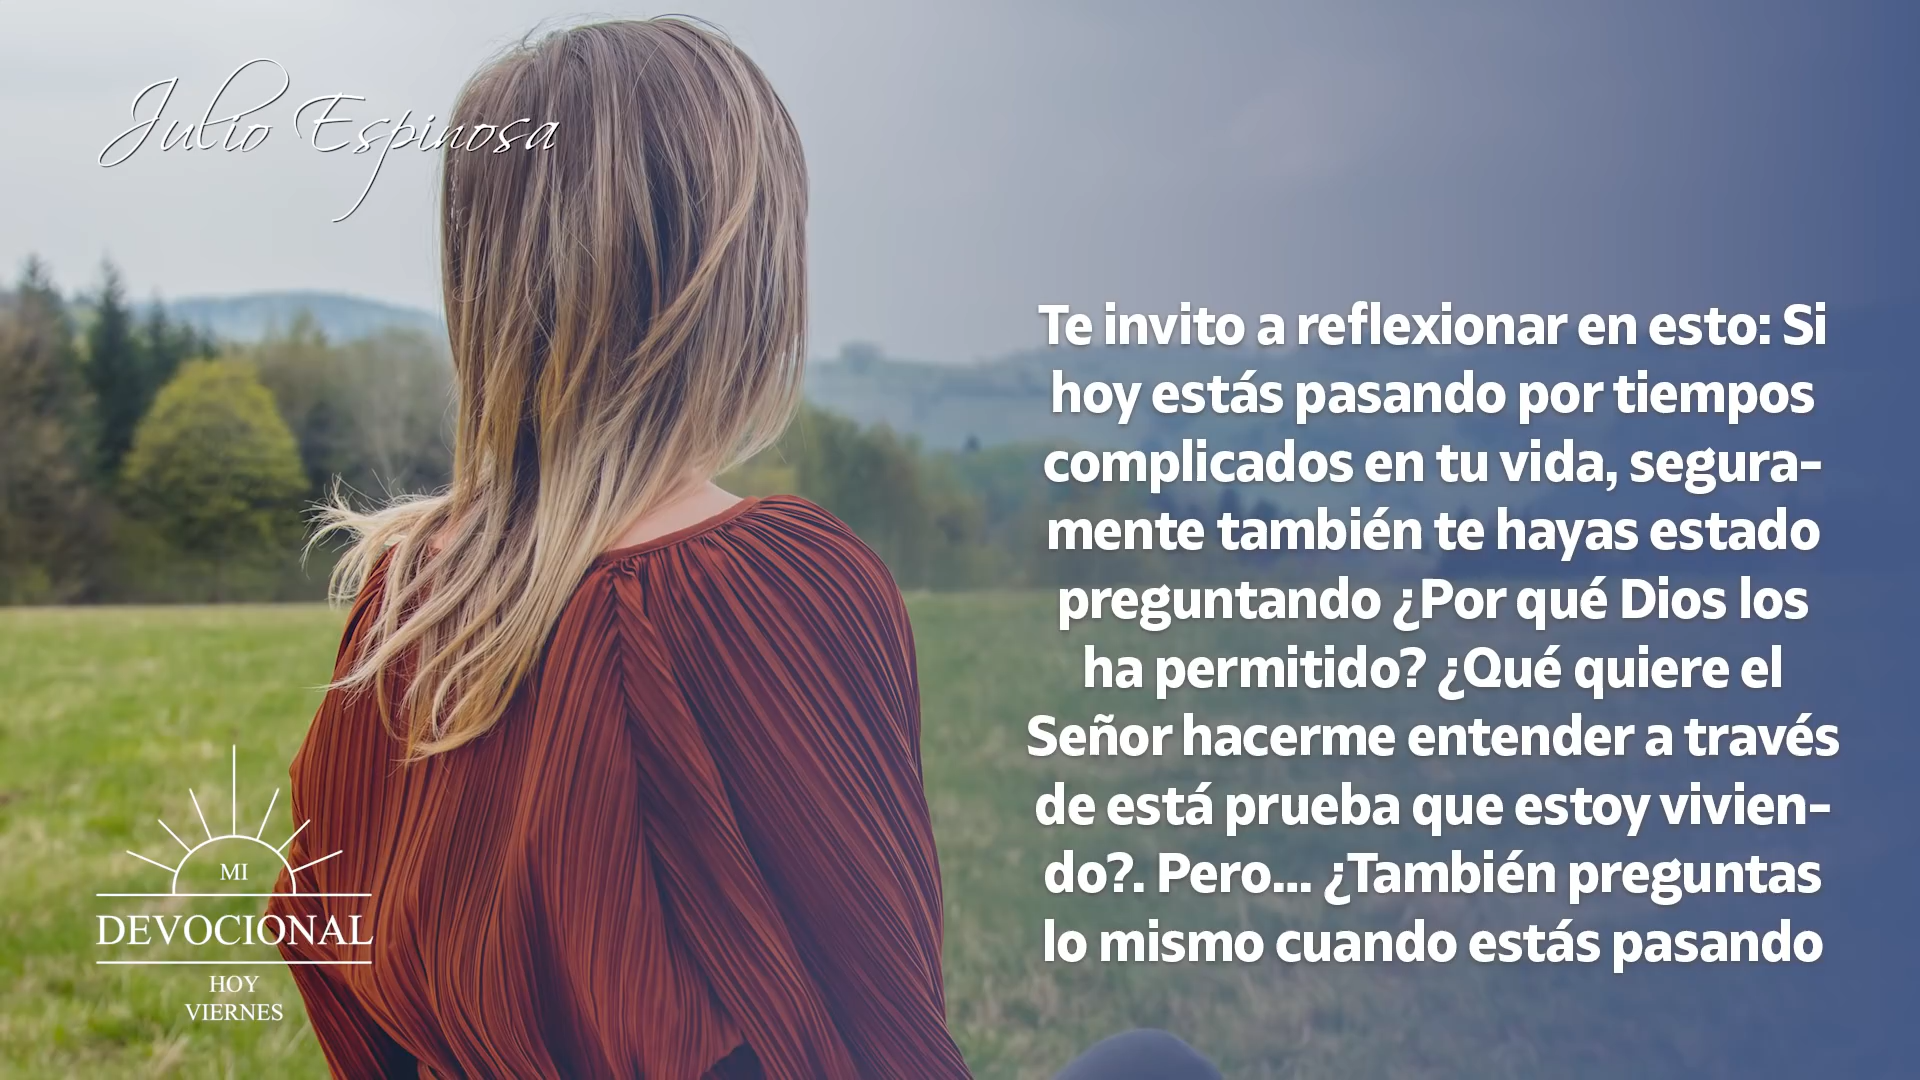 Julio Espinosa
Te invito a reflexionar en esto: Si
hoy estás pasando por tiempos
complicados en tu vida, segura-
mente también te hayas estado
preguntando ¿Por qué Dios los
ha permitido? ¿Qué quiere el
Señor hacerme entender a través
de está prueba que estoy vivien-
do?. Pero... ¿También preguntas
lo mismo cuando estás pasando
MI
DEVOCIONAL
HOY
VIERNES